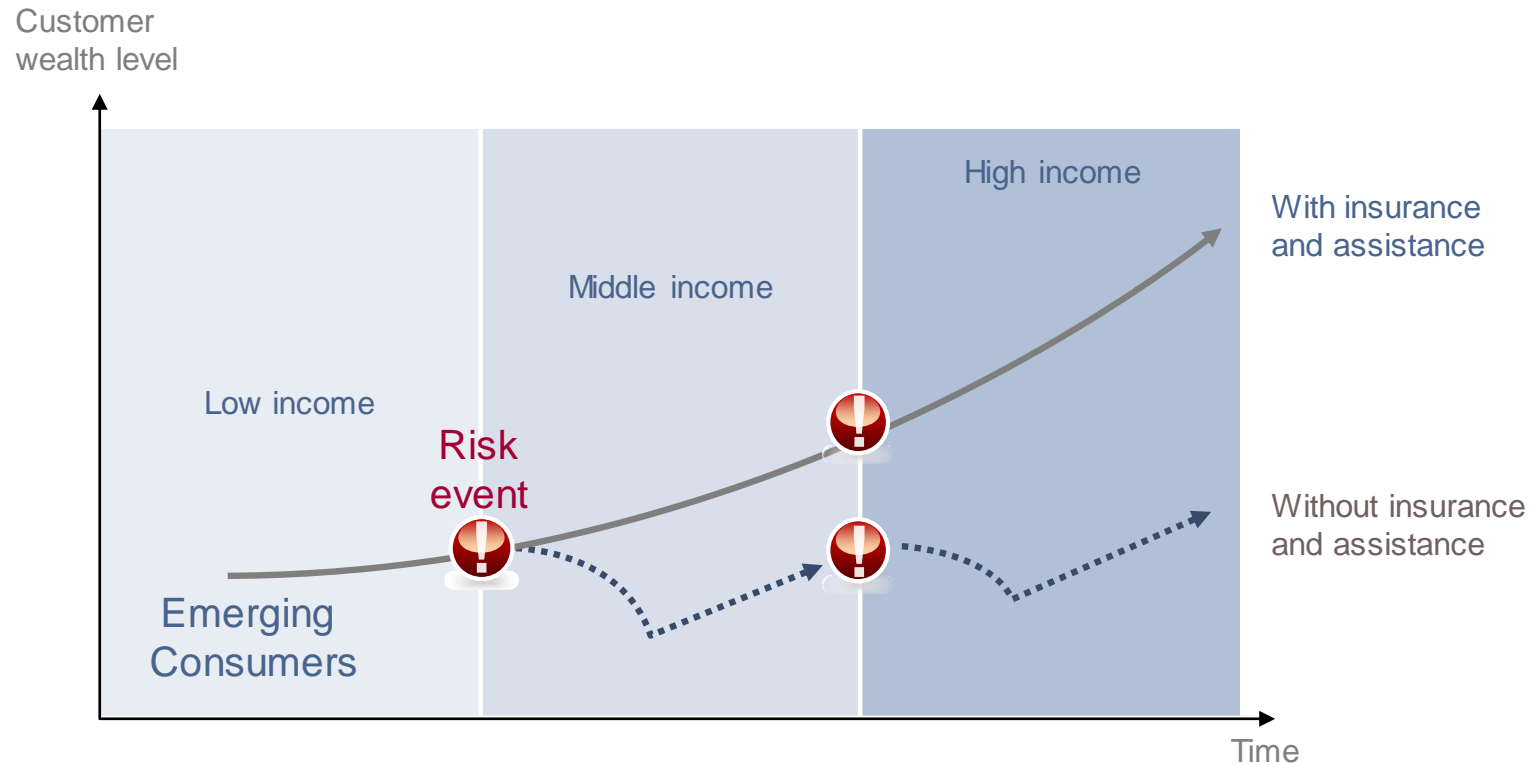 Customer
wealth level
High income
With insurance
and assistance
Middle income
Low income
Risk
event
!
!
!
Without insurance
and assistance
Emerging
Consumers
Time